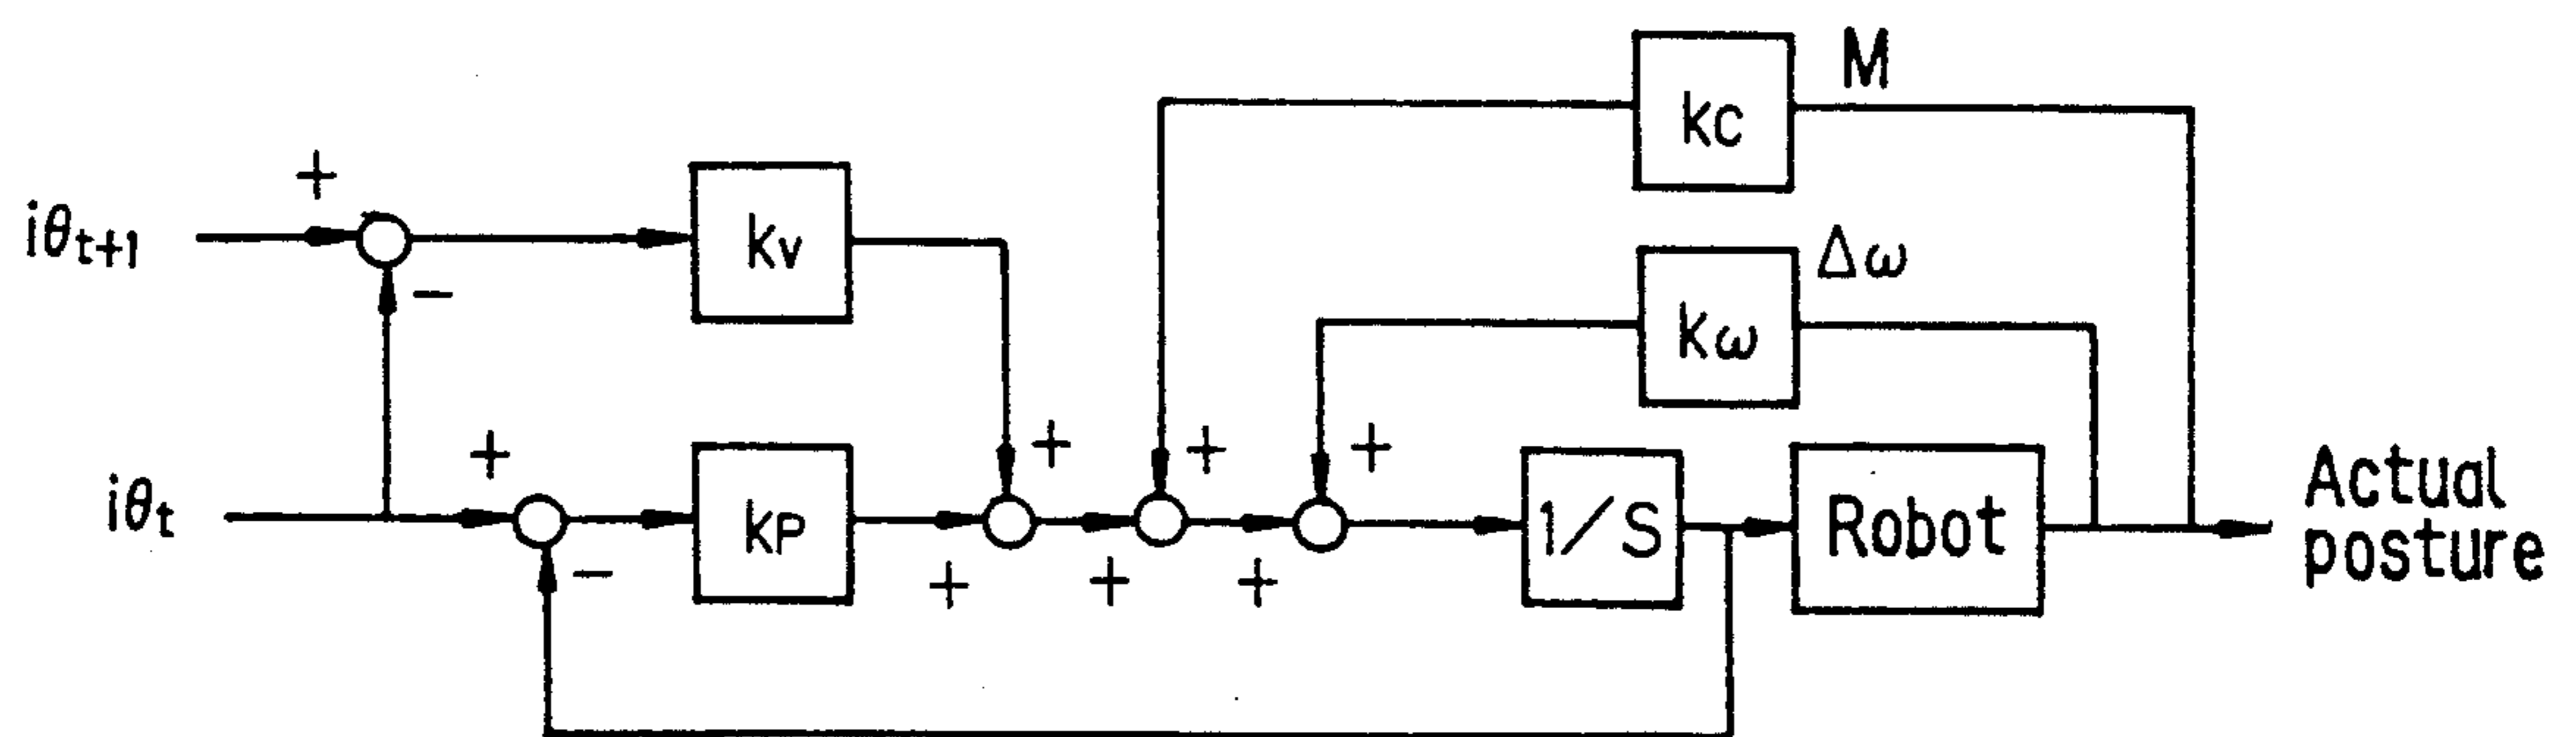 M
kc
+
kv
iθt+1
Δω
−
kω
+
+
+
+
iθt
kP
1/S
Robot
Actual
posture
−
+
+
+